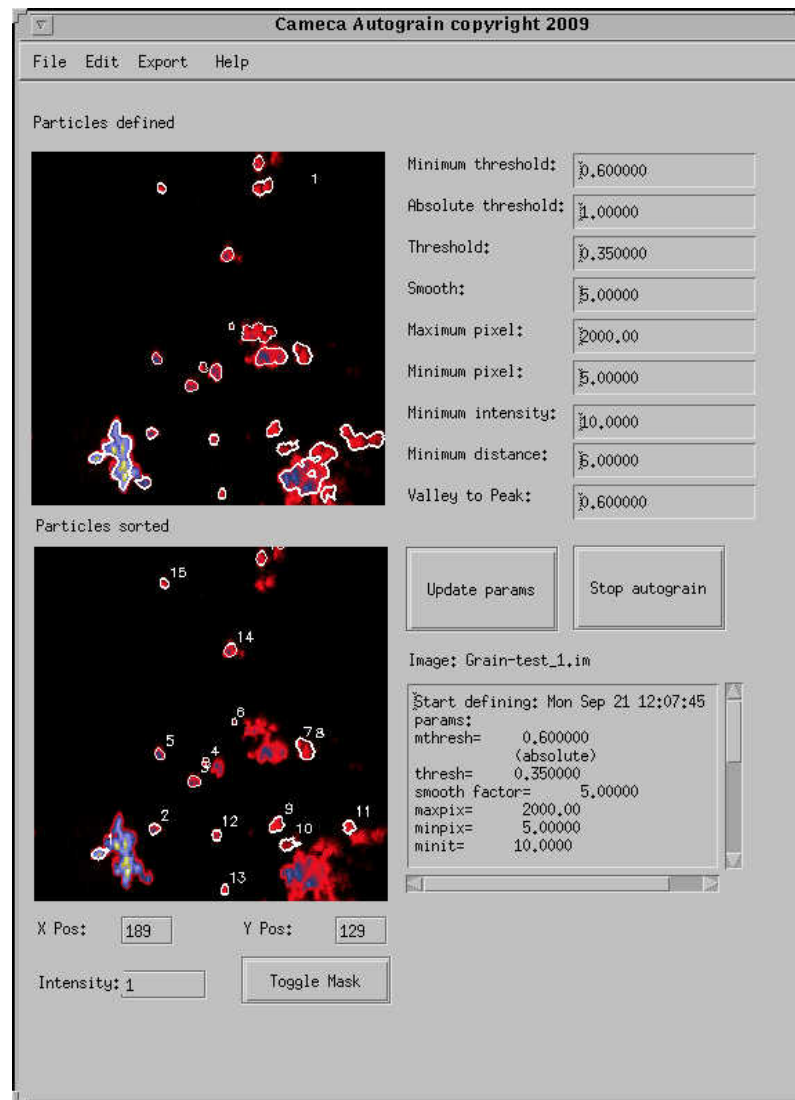 Cameca Autograin copyright 2009
File Edit Export Help
Particles defined
1
Minimum threshold: 0.600000
Absolute threshold: 1.00000
Threshold: 0.350000
Smooth: 5.00000
Maximum pixel: 2000.00
Minimum pixel: 5.00000
Minimum intensity: 10.0000
Minimum distance: 6.00000
Valley to Peak: 0.600000
Particles sorted
15
14
6
7 8
5
4
3
2
9
11
12
10
13
Update params
Stop autograin
Image: Grain-test_1.im
Start defining: Mon Sep 21 12:07:45
params:
mthresh= 0.600000
(absolute)
thresh= 0.350000
smooth factor= 5.00000
maxpix= 2000.00
minpix= 5.00000
minit= 10.0000
X Pos: 189
Y Pos: 129
Intensity: 1
Toggle Mask